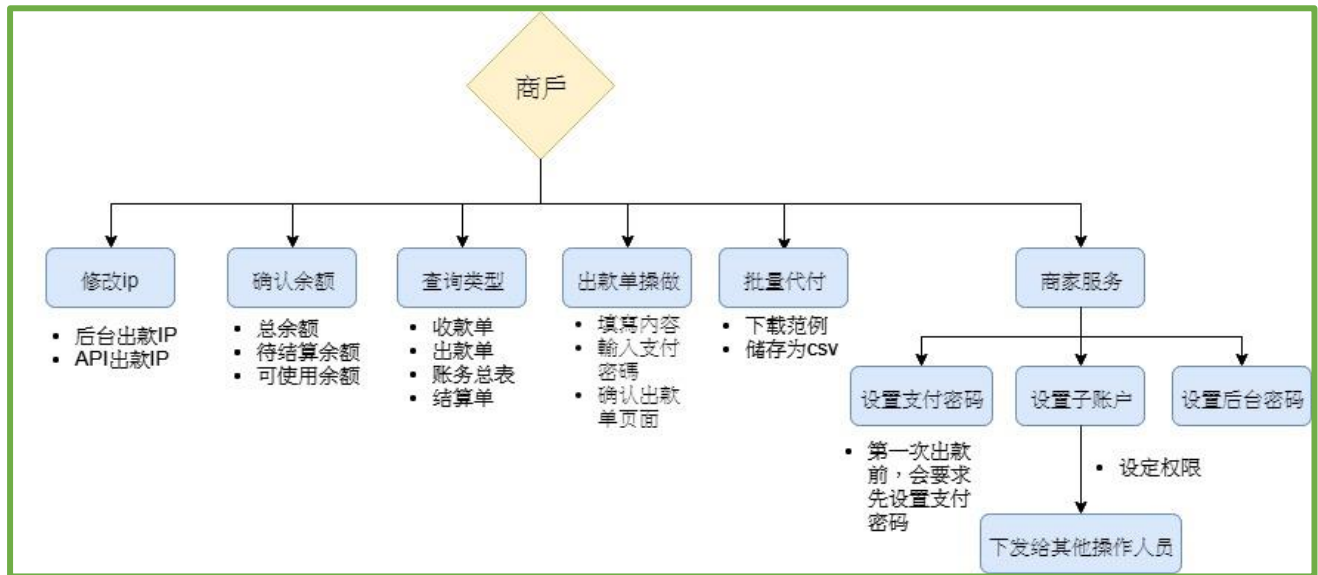 商戶
修改ip
确认余额
查询类型
出款单操做
批量代付
商家服务
• 后台出款IP
• API出款IP
• 总余额
• 待结算余额
• 可使用余额
• 收款单
• 出款单
• 账务总表
• 结算单
• 填寫内容
• 輸入支付
密碼
• 确认出款
单页面
• 下载范例
• 储存为csv
设置支付密码
设置子账户
设置后台密码
• 第一次出款
前，会要求
先设置支付
密码
• 设定权限
下发给其他操作人员